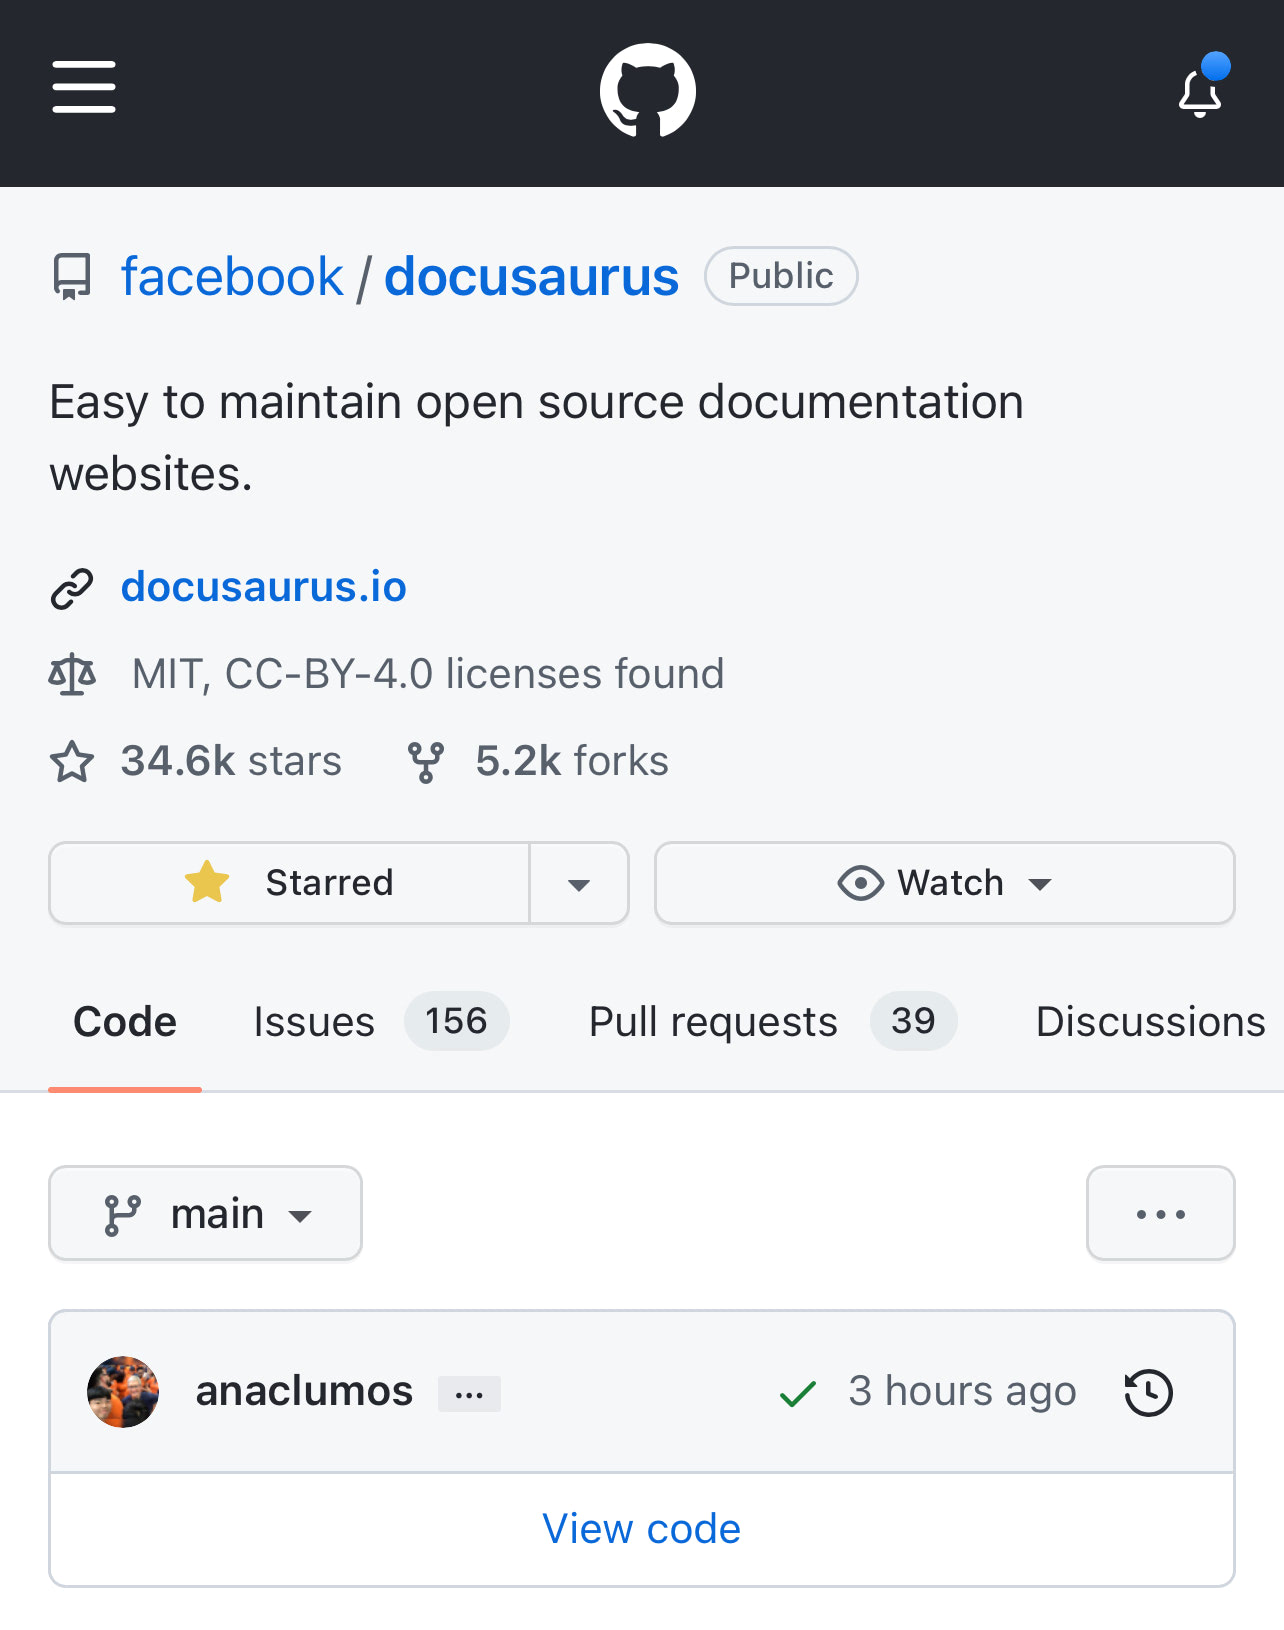 facebook / docusaurus Public
Easy to maintain open source documentation
websites.
docusaurus.io
MIT, CC-BY-4.0 licenses found
34.6k stars 5.2k forks
Starred Watch
Code Issues 156 Pull requests 39 Discussions
main
anaclumos ... 3 hours ago
View code